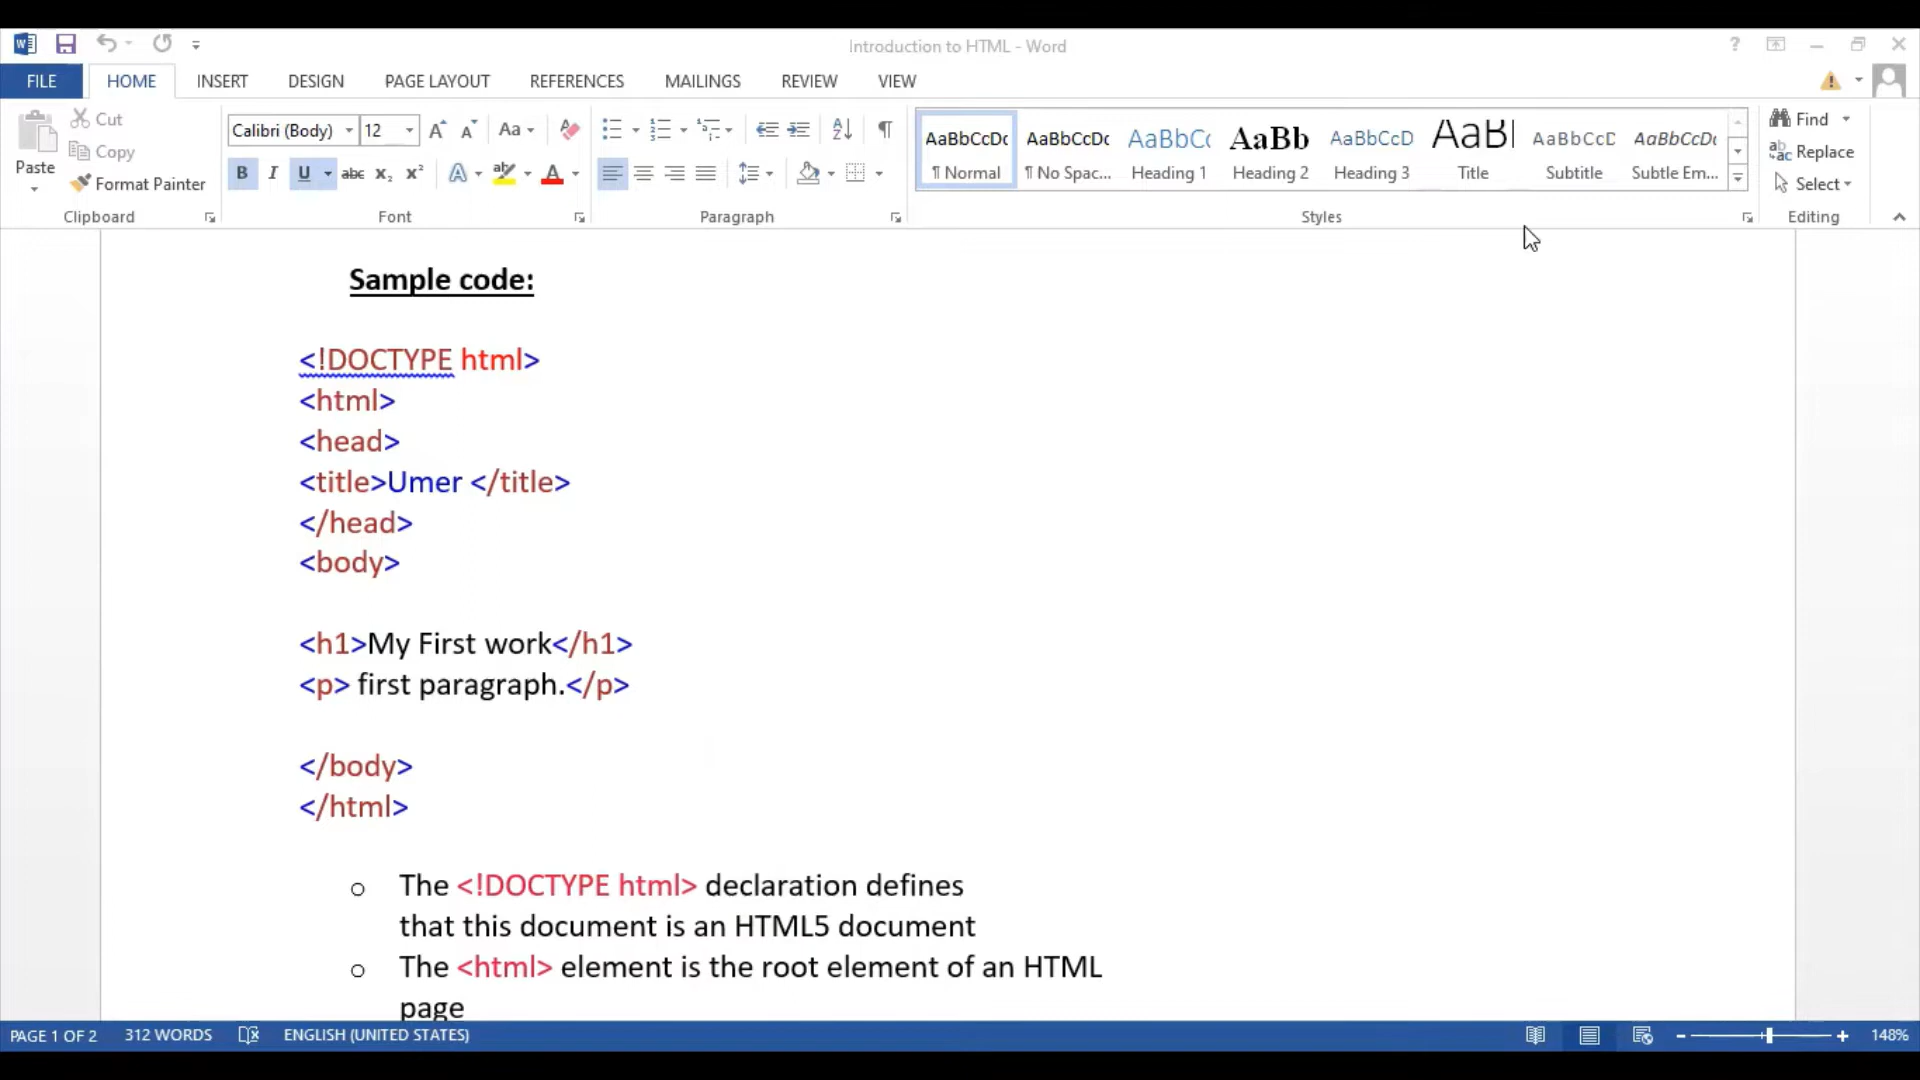 Introduction to HTML - Word
FILE HOME INSERT DESIGN PAGE LAYOUT REFERENCES MAILINGS REVIEW VIEW
Paste
Cut
Copy
Format Painter
Clipboard
Calibri (Body) 12
Font
Paragraph
AaBbCcDc AaBbCcDc AaBbCc AaBb AaBbCcD AaBl AaBbCcD AaBbCcDc
¶ Normal ¶ No Spac... Heading 1 Heading 2 Heading 3 Title Subtitle Subtle Em...
Styles
Find
Replace
Select
Editing
Sample code:
<!DOCTYPE html>
<html>
<head>
<title>Umer </title>
</head>
<body>
<h1>My First work</h1>
<p> first paragraph.</p>
</body>
</html>
o The <!DOCTYPE html> declaration defines
that this document is an HTML5 document
o The <html> element is the root element of an HTML
page
PAGE 1 OF 2 312 WORDS ENGLISH (UNITED STATES) 148%